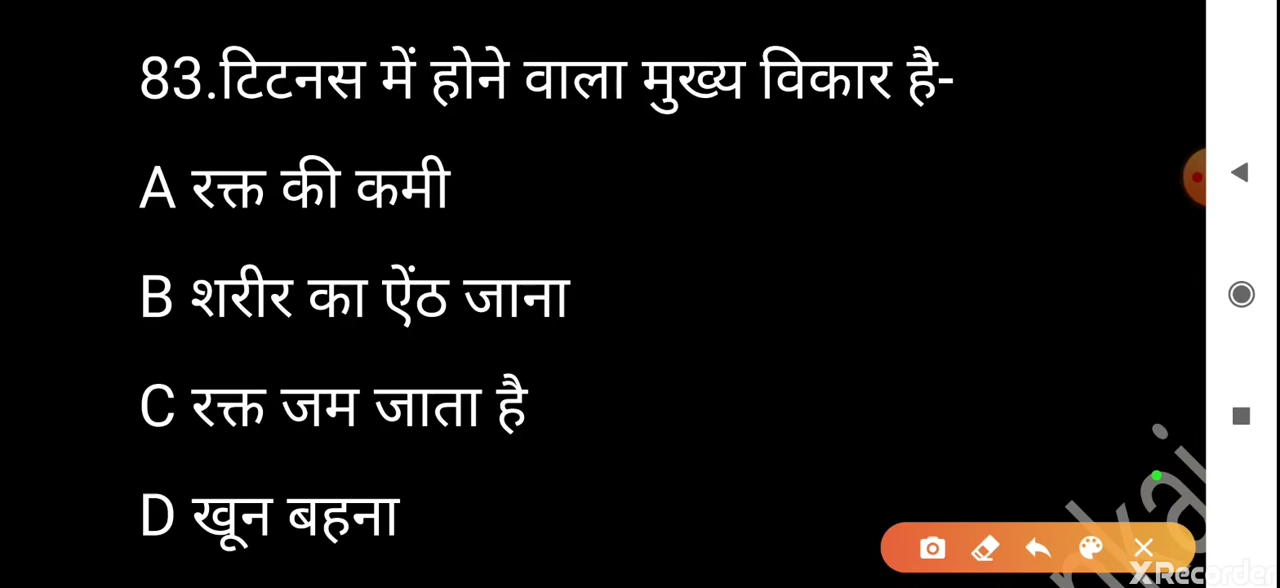 83.टिटनस में होने वाला मुख्य विकार है-
A रक्त की कमी
B शरीर का ऐंठ जाना
C रक्त जम जाता है
D खून बहना
XRecorder